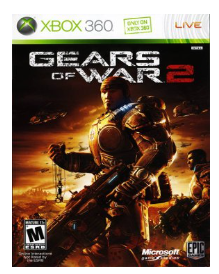 XBOX 360
ONLY ON
XBOX 360
LIVE
GEARS
OF WAR 2
MATURE 17+
M
ESRB
Microsoft
game studios
EPIC